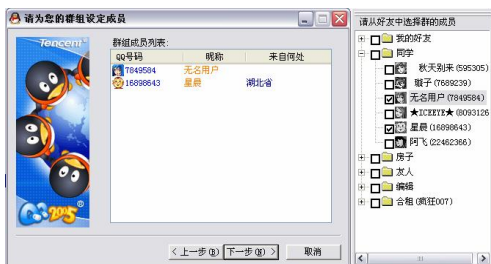 请为您的群组设定成员
Tencent
QQ2005
群组成员列表:
QQ号码 昵称 来自何处
7849584 无名用户
16898643 星晨 湖北省
< 上一步(B) 下一步(N) > 取消
请从好友中选择群的成员
我的好友
同学
秋天别来(595305)
璇子(7689239)
无名用户(7849584)
★ICEEYE★(8093126
星晨(16898643)
阿飞(22462366)
房子
友人
编辑
合租(疯狂007)